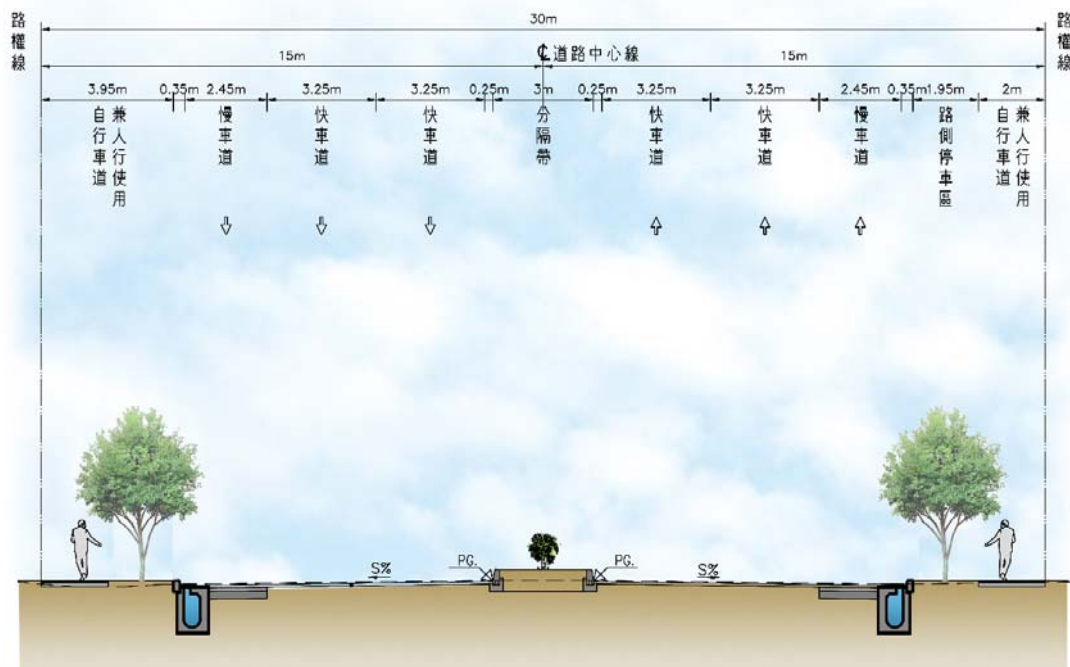 路權線
30m
路權線
15m
℄道路中心線
15m
3.95m
0.35m
2.45m
3.25m
3.25m
0.25m
3m
0.25m
3.25m
3.25m
2.45m
0.35m
1.95m
2m
兼人行使用
自行車道
慢車道
快車道
快車道
分隔帶
快車道
快車道
慢車道
路側停車區
兼人行使用
自行車道
S%
PG.
PG.
S%